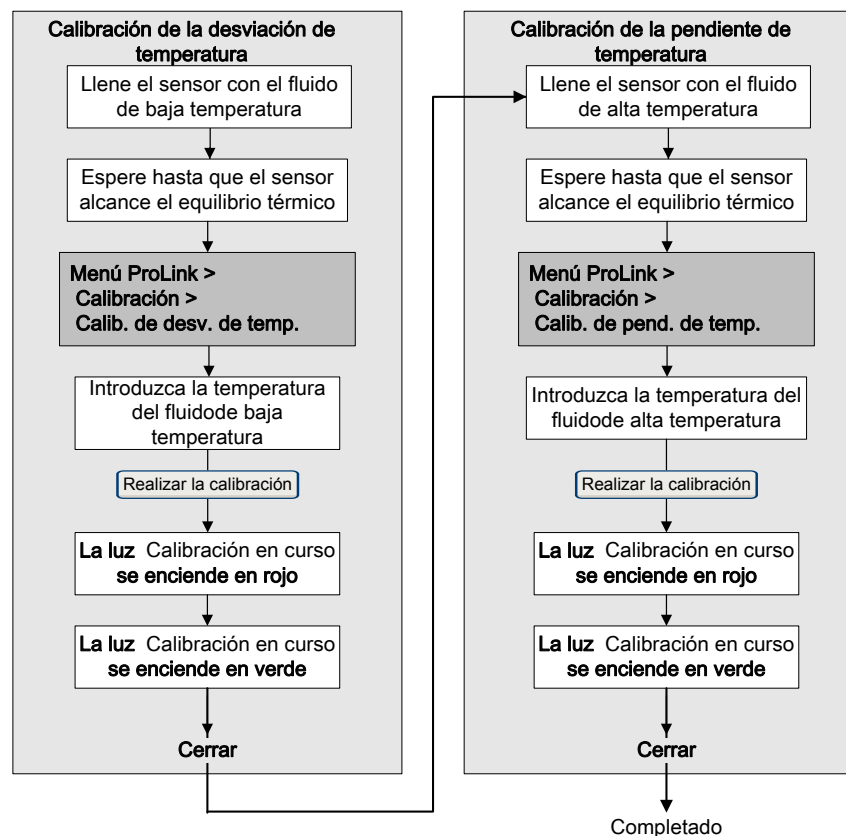 Calibración de la desviación de
temperatura
Llene el sensor con el fluido
de baja temperatura
Espere hasta que el sensor
alcance el equilibrio térmico
Menú ProLink >
Calibración >
Calib. de desv. de temp.
Introduzca la temperatura
del fluidode baja
temperatura
Realizar la calibración
La luz Calibración en curso
se enciende en rojo
La luz Calibración en curso
se enciende en verde
Cerrar
Calibración de la pendiente de
temperatura
Llene el sensor con el fluido
de alta temperatura
Espere hasta que el sensor
alcance el equilibrio térmico
Menú ProLink >
Calibración >
Calib. de pend. de temp.
Introduzca la temperatura del
fluidode alta temperatura
Realizar la calibración
La luz Calibración en curso
se enciende en rojo
La luz Calibración en curso
se enciende en verde
Cerrar
Completado